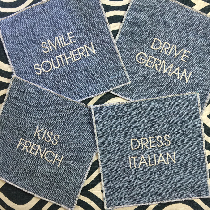 SMILE
SOUTHERN
DRIVE
GERMAN
KISS
FRENCH
DRESS
ITALIAN